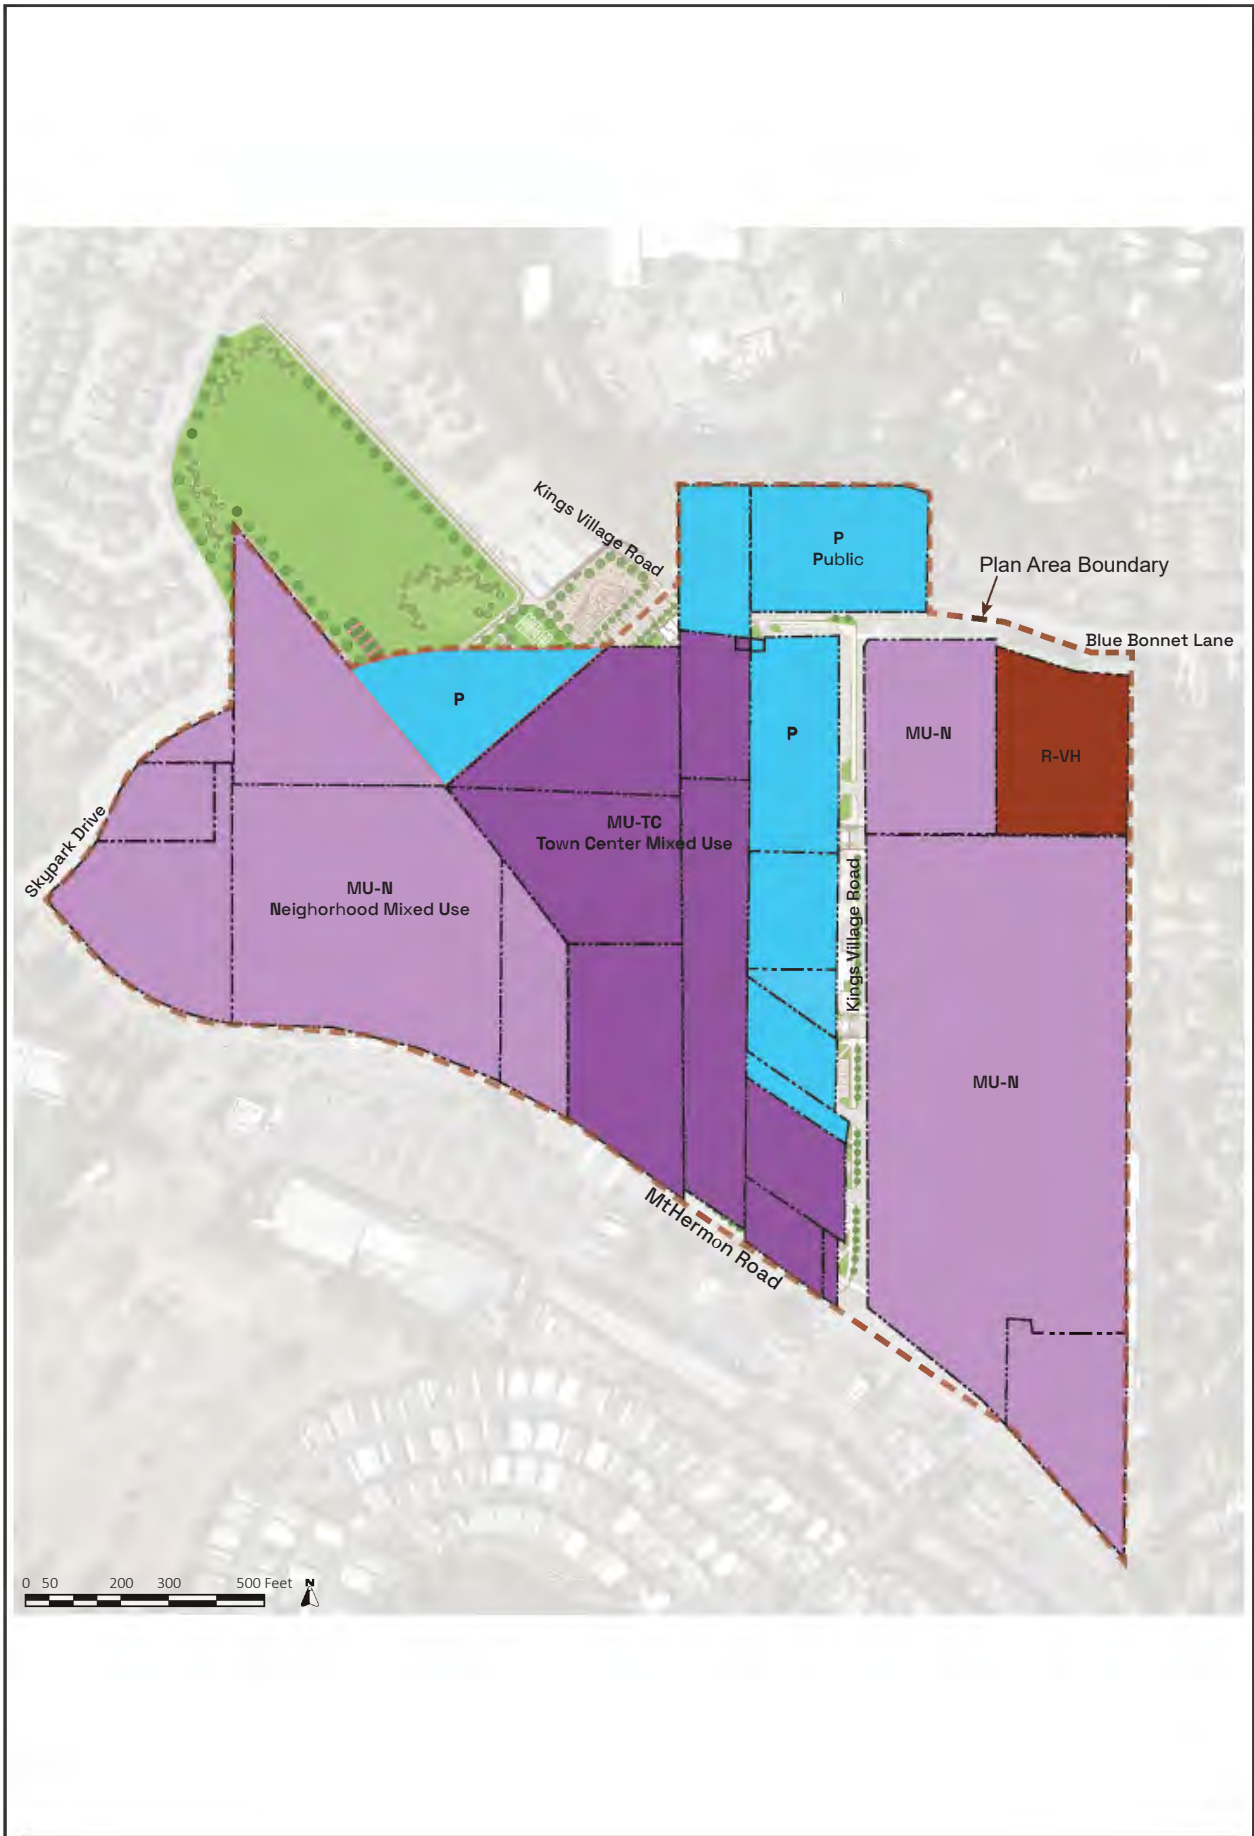 Kings Village Road
P
Public
Plan Area Boundary
Blue Bonnet Lane
P
P
MU-N
R-VH
Skypark Drive
MU-TC
Town Center Mixed Use
MU-N
Neighorhood Mixed Use
Kings Village Road
MU-N
MtHermon Road
0 50 200 300 500 Feet N